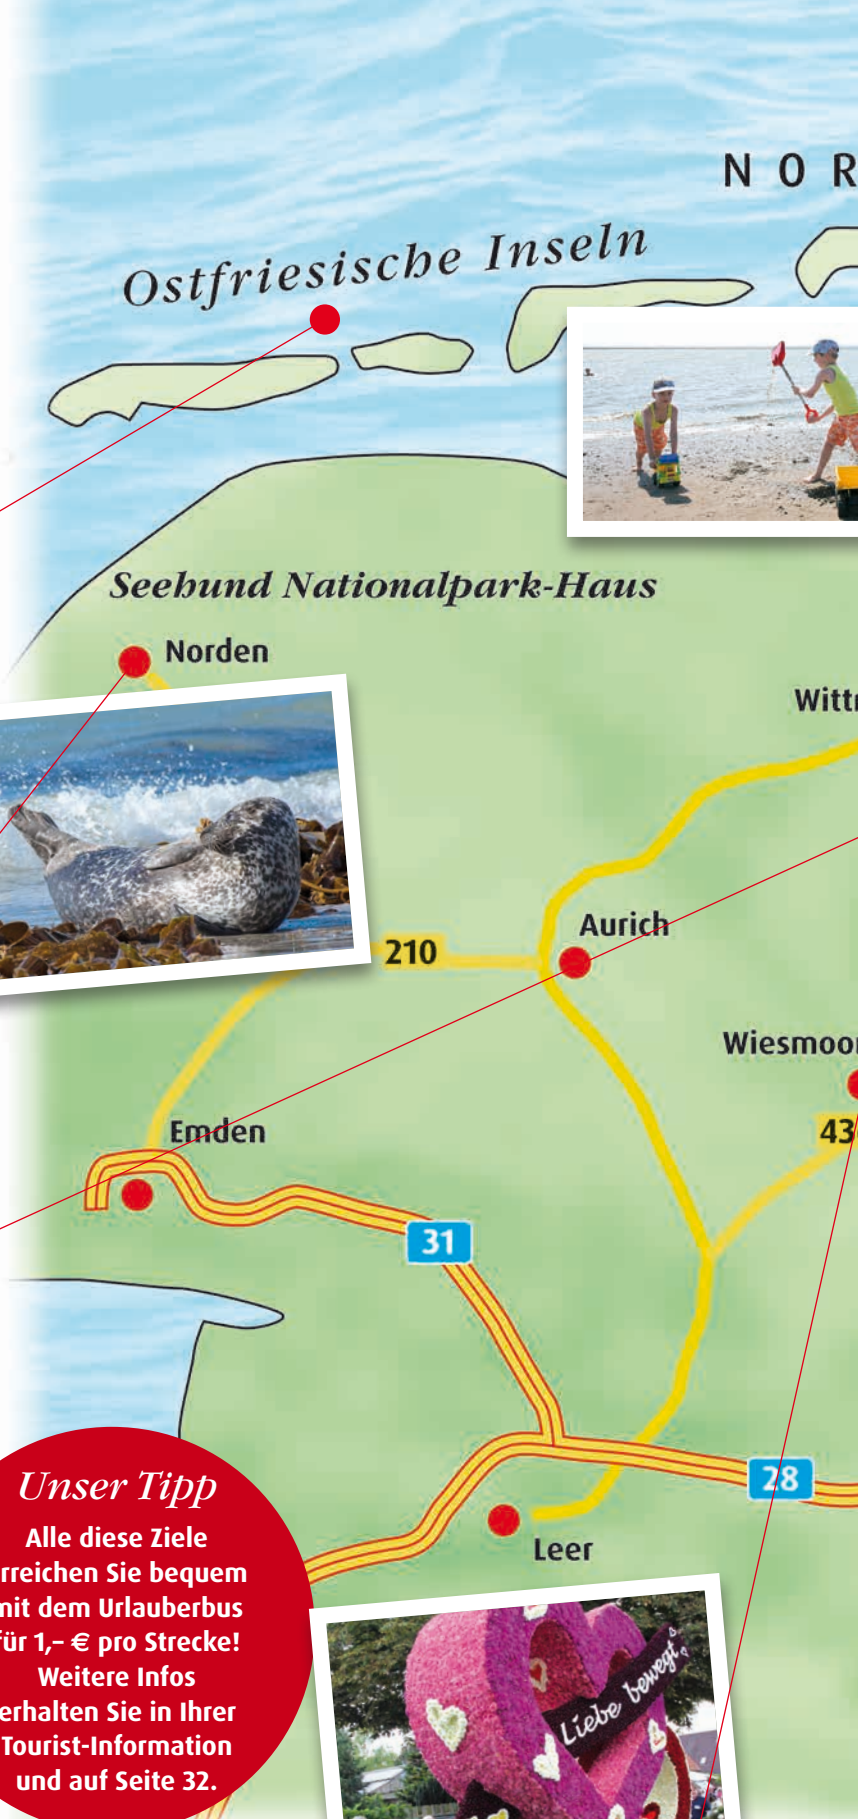 N O R
Ostfriesische Inseln
Seehund Nationalpark-Haus
Norden
Wittm
Aurich
210
Wiesmoor
Emden
31
28
Leer
Unser Tipp
Alle diese Ziele
rreichen Sie bequem
mit dem Urlauberbus
für 1,– € pro Strecke!
Weitere Infos
erhalten Sie in Ihrer
Tourist-Information
und auf Seite 32.
Liebe bewegt